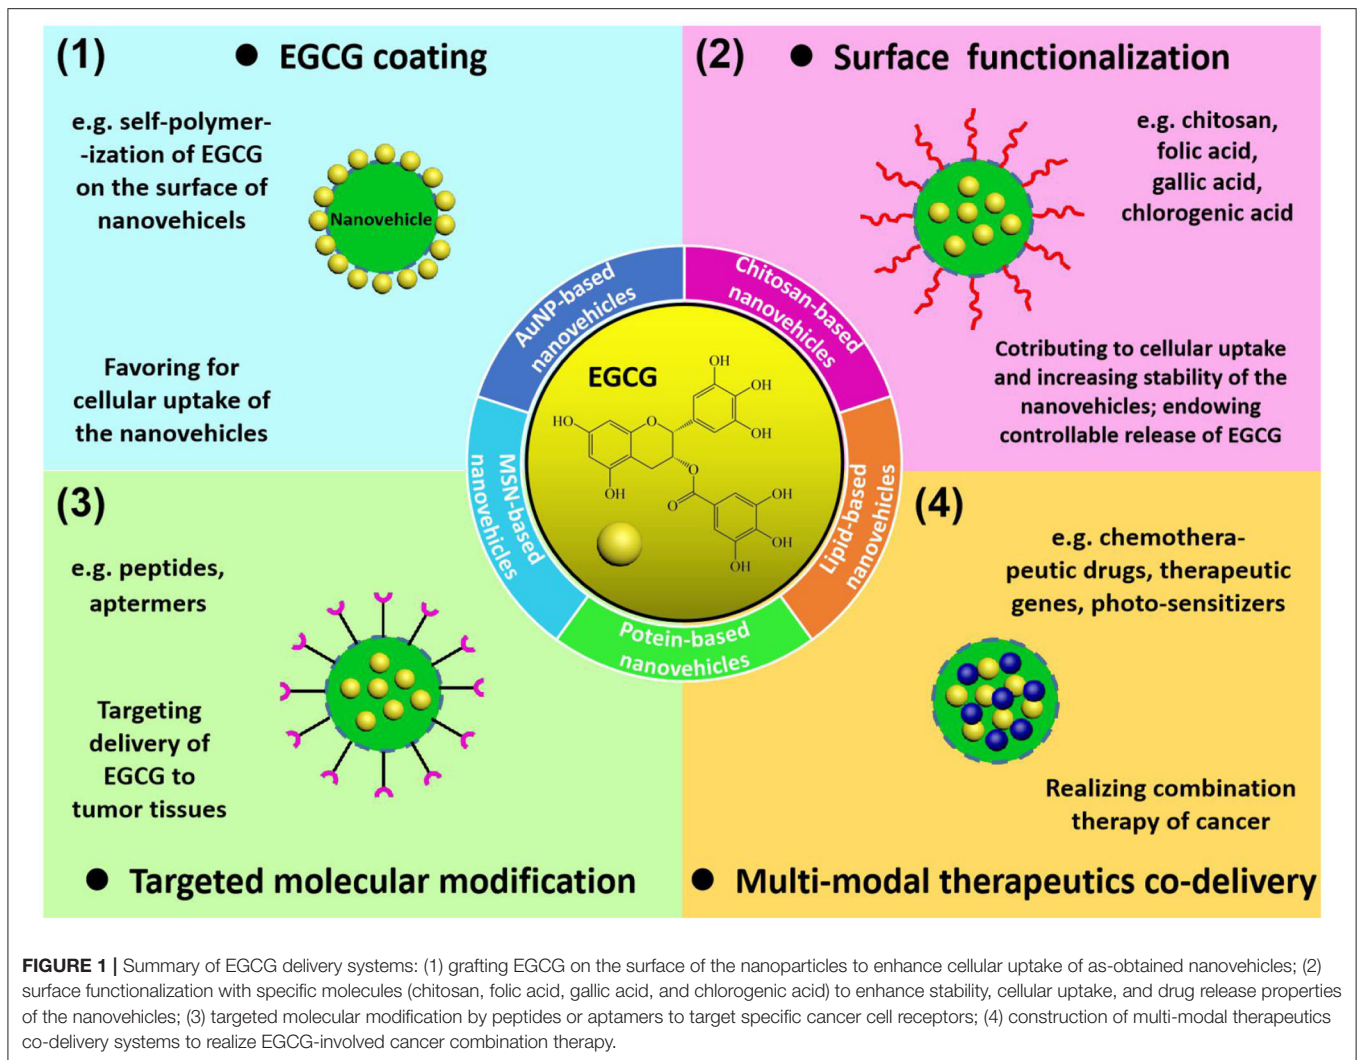 (1)
● EGCG coating
e.g. self-polymer-
-ization of EGCG
on the surface of
nanovehicels
Nanovehicle
Favoring for
cellular uptake of
the nanovehicles
(2)
● Surface functionalization
e.g. chitosan,
folic acid,
gallic acid,
chlorogenic acid
Cotributing to cellular uptake
and increasing stability of the
nanovehicles; endowing
controllable release of EGCG
AuNP-based
nanovehicles
Chitosan-based
nanovehicles
MSN-based
nanovehicles
Lipid-based
nanovehicles
Potein-based
nanovehicles
EGCG
OH
OH
HO
O
OH
O
OH
O
OH
OH
OH
(3)
e.g. peptides,
aptermers
Targeting
delivery of
EGCG to
tumor tissues
● Targeted molecular modification
(4)
e.g. chemothera-
peutic drugs, therapeutic
genes, photo-sensitizers
Realizing combination
therapy of cancer
● Multi-modal therapeutics co-delivery
FIGURE 1 | Summary of EGCG delivery systems: (1) grafting EGCG on the surface of the nanoparticles to enhance cellular uptake of as-obtained nanovehicles; (2)
surface functionalization with specific molecules (chitosan, folic acid, gallic acid, and chlorogenic acid) to enhance stability, cellular uptake, and drug release properties
of the nanovehicles; (3) targeted molecular modification by peptides or aptamers to target specific cancer cell receptors; (4) construction of multi-modal therapeutics
co-delivery systems to realize EGCG-involved cancer combination therapy.